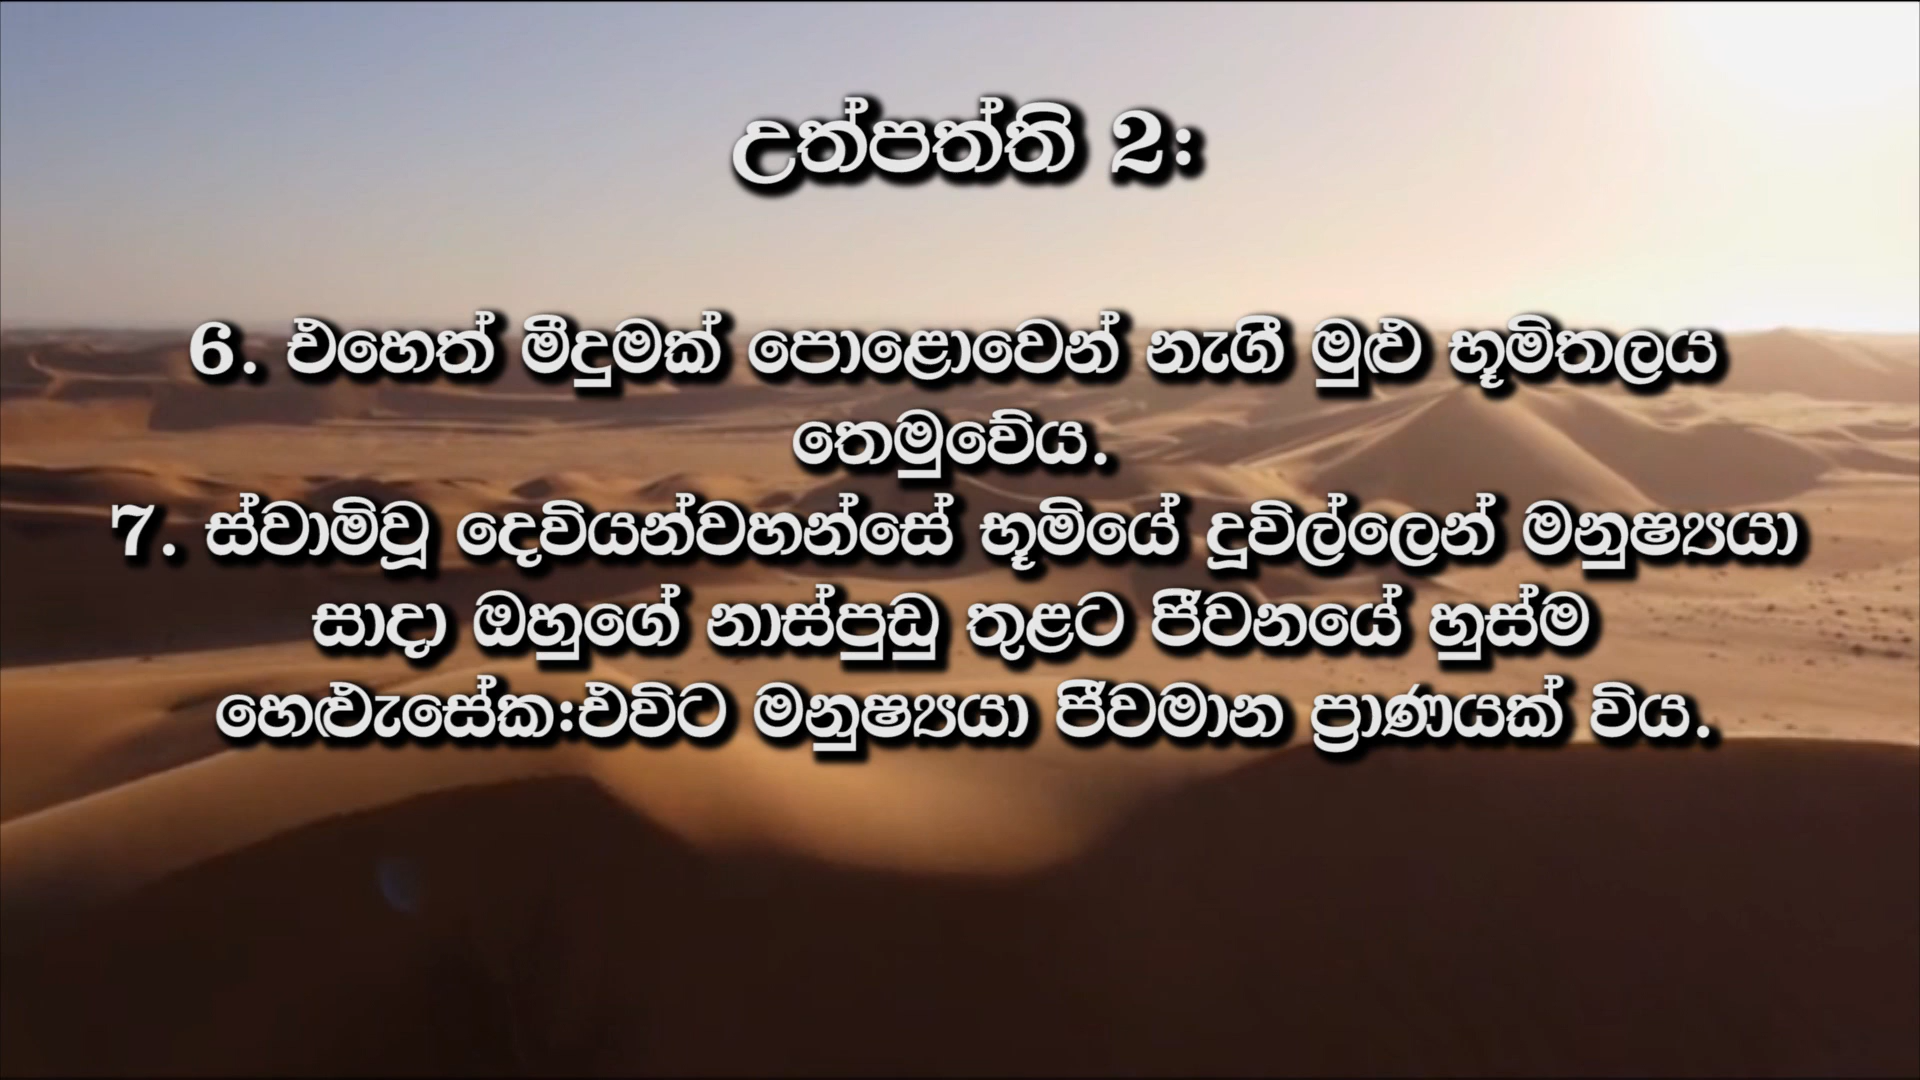 උත්පත්ති 2:
6. එහෙත් මීදුමක් පොළොවෙන් නැගී මුළු භූමිතලය
තෙමුවේය.
7. ස්වාමිවූ දෙවියන්වහන්සේ භූමියේ දූවිල්ලෙන් මනුෂ්‍යයා
සාදා ඔහුගේ නාස්පුඩු තුළට ජීවනයේ හුස්ම
හෙළුෑසේක:එවිට මනුෂ්‍යයා ජීවමාන ප්‍රාණයක් විය.